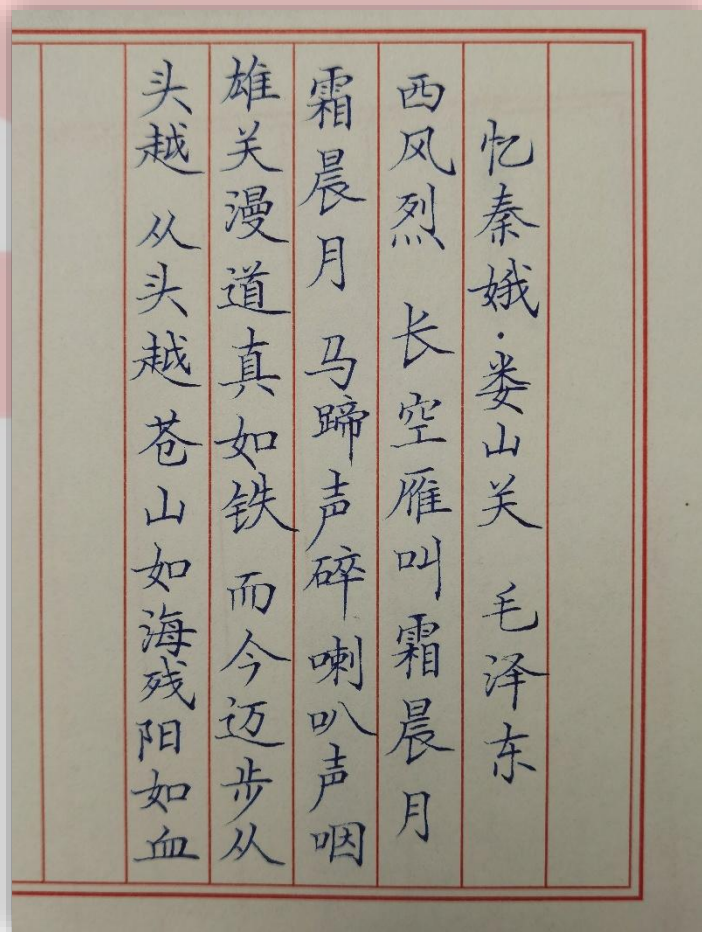 忆秦娥·娄山关 毛泽东
西风烈 长空雁叫霜晨月
霜晨月 马蹄声碎喇叭声咽
雄关漫道真如铁 而今迈步从
头越 从头越苍山如海残阳如血